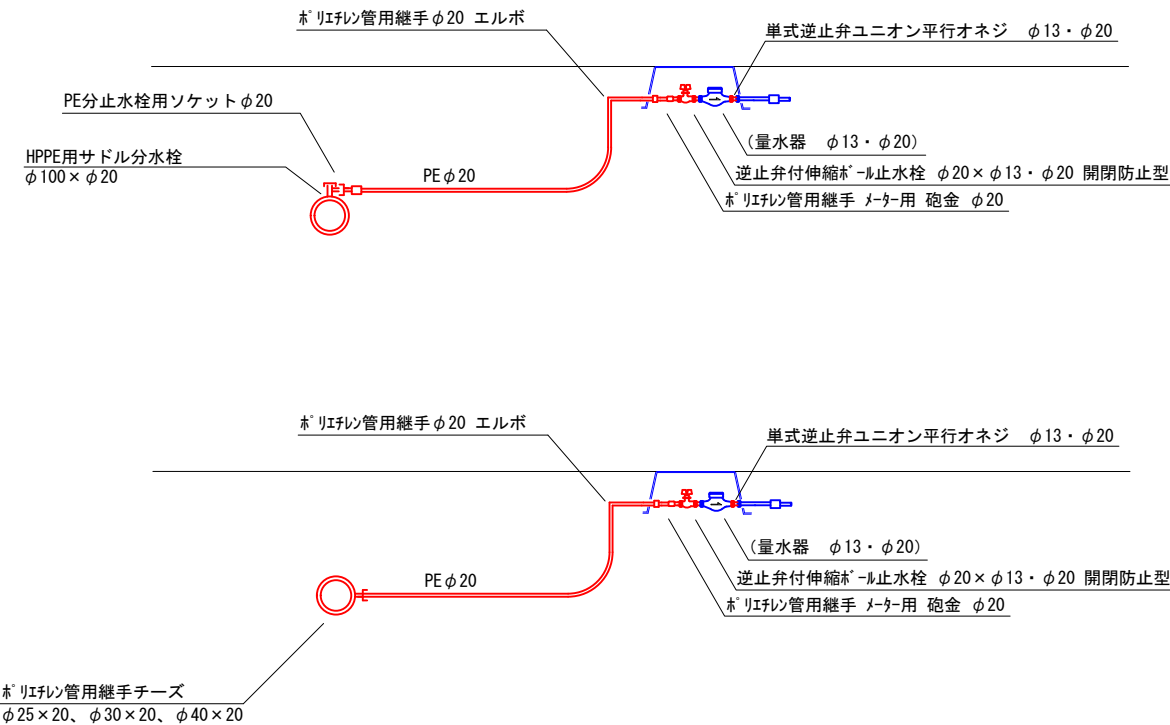 ﾎﾟﾘｴﾁﾚﾝ管用継手φ20 エルボ
単式逆止弁ユニオン平行オネジ　φ13・φ20
PE分止水栓用ソケットφ20
HPPE用サドル分水栓
φ100×φ20
PEφ20
(量水器　φ13・φ20)
逆止弁付伸縮ﾎﾞｰﾙ止水栓 φ20×φ13・φ20 開閉防止型
ﾎﾟﾘｴﾁﾚﾝ管用継手 ﾒｰﾀｰ用 砲金 φ20
ﾎﾟﾘｴﾁﾚﾝ管用継手φ20 エルボ
単式逆止弁ユニオン平行オネジ　φ13・φ20
PEφ20
(量水器　φ13・φ20)
逆止弁付伸縮ﾎﾞｰﾙ止水栓 φ20×φ13・φ20 開閉防止型
ﾎﾟﾘｴﾁﾚﾝ管用継手 ﾒｰﾀｰ用 砲金 φ20
ﾎﾟﾘｴﾁﾚﾝ管用継手チーズ
φ25×20、φ30×20、φ40×20